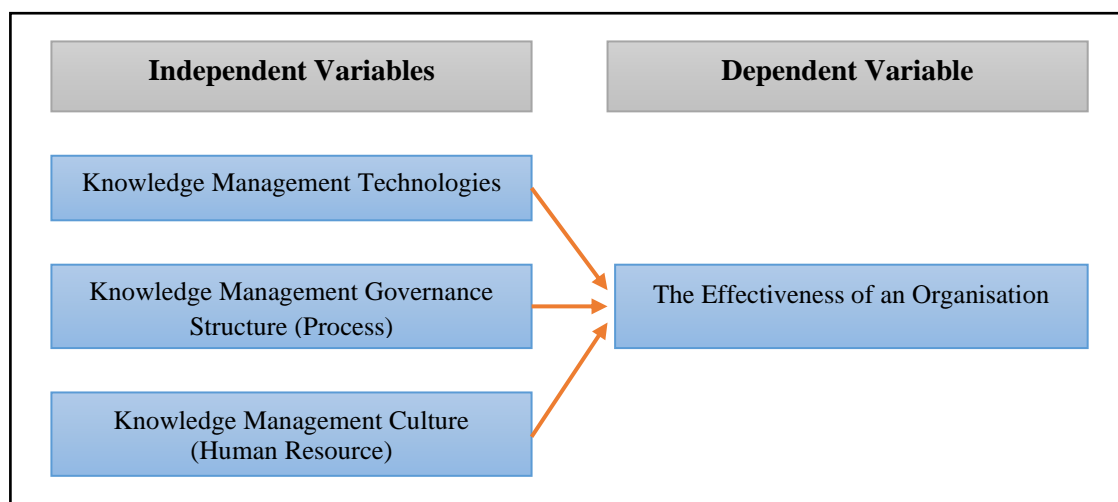 Independent Variables
Dependent Variable
Knowledge Management Technologies
Knowledge Management Governance
Structure (Process)
The Effectiveness of an Organisation
Knowledge Management Culture
(Human Resource)